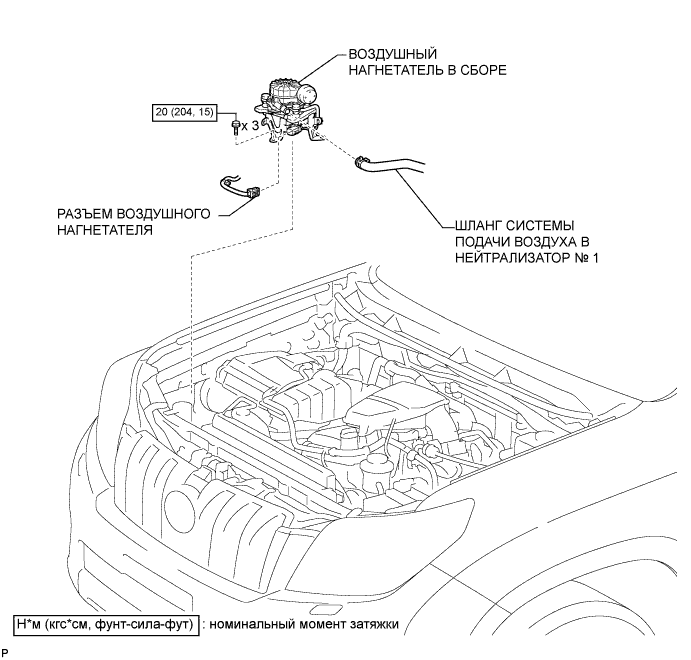 ВОЗДУШНЫЙ
НАГНЕТАТЕЛЬ В СБОРЕ
20 (204, 15)
x 3
РАЗЪЕМ ВОЗДУШНОГО
НАГНЕТАТЕЛЯ
ШЛАНГ СИСТЕМЫ
ПОДАЧИ ВОЗДУХА В
НЕЙТРАЛИЗАТОР № 1
Н*м (кгс*см, фунт-сила-фут) : номинальный момент затяжки
P